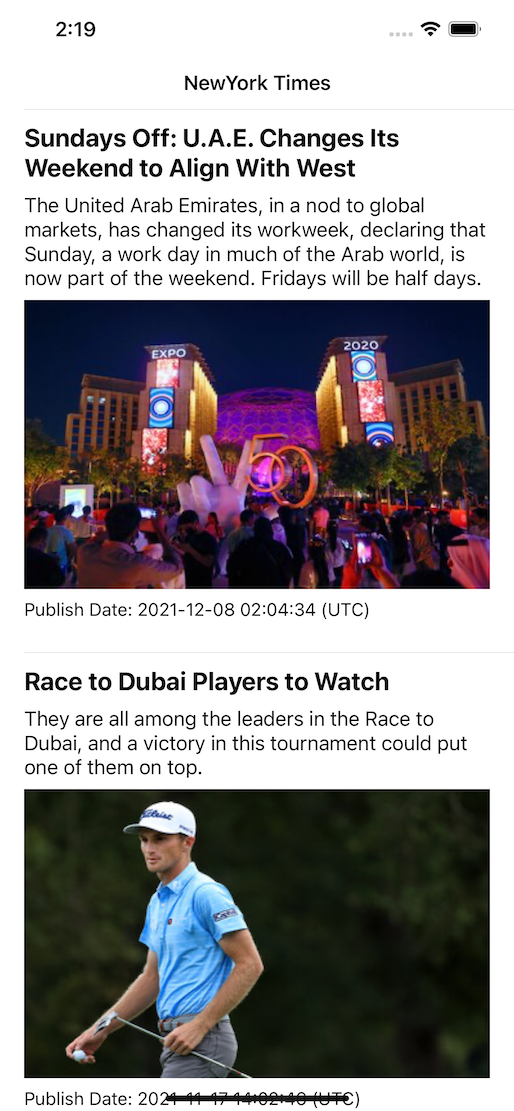 2:19
NewYork Times
Sundays Off: U.A.E. Changes Its
Weekend to Align With West
The United Arab Emirates, in a nod to global
markets, has changed its workweek, declaring that
Sunday, a work day in much of the Arab world, is
now part of the weekend. Fridays will be half days.
EXPO
2020
50
Publish Date: 2021-12-08 02:04:34 (UTC)
Race to Dubai Players to Watch
They are all among the leaders in the Race to
Dubai, and a victory in this tournament could put
one of them on top.
Titleist
Publish Date: 2021-11-17 14:02:40 (UTC)